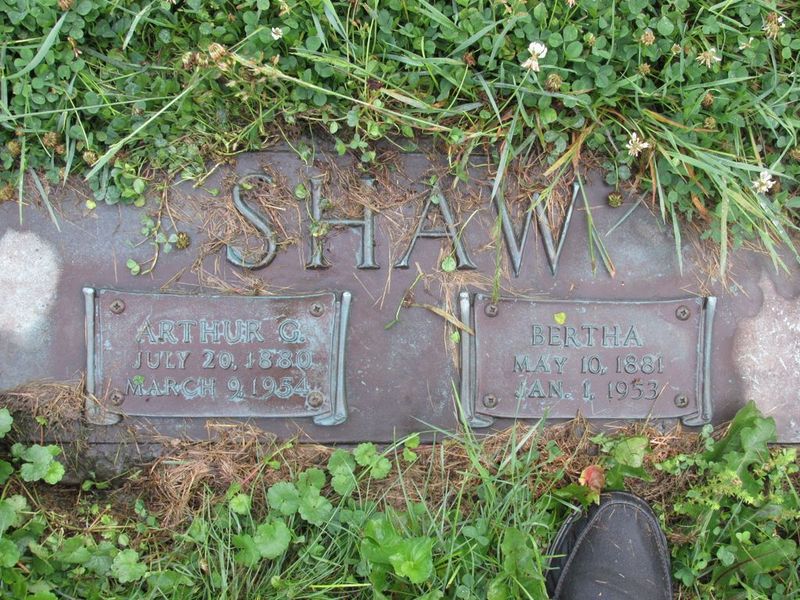 SHAW
ARTHUR G.
JULY 20, 1880
MARCH 9, 1954
BERTHA
MAY 10, 1881
JAN. 1, 1953